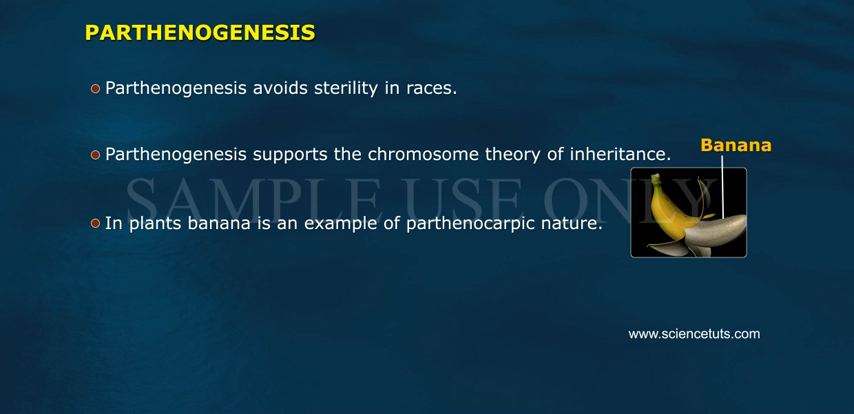 PARTHENOGENESIS
Parthenogenesis avoids sterility in races.
Banana
Parthenogenesis supports the chromosome theory of inheritance.
SAMPLE USE ONLY
In plants banana is an example of parthenocarpic nature.
www.sciencetuts.com